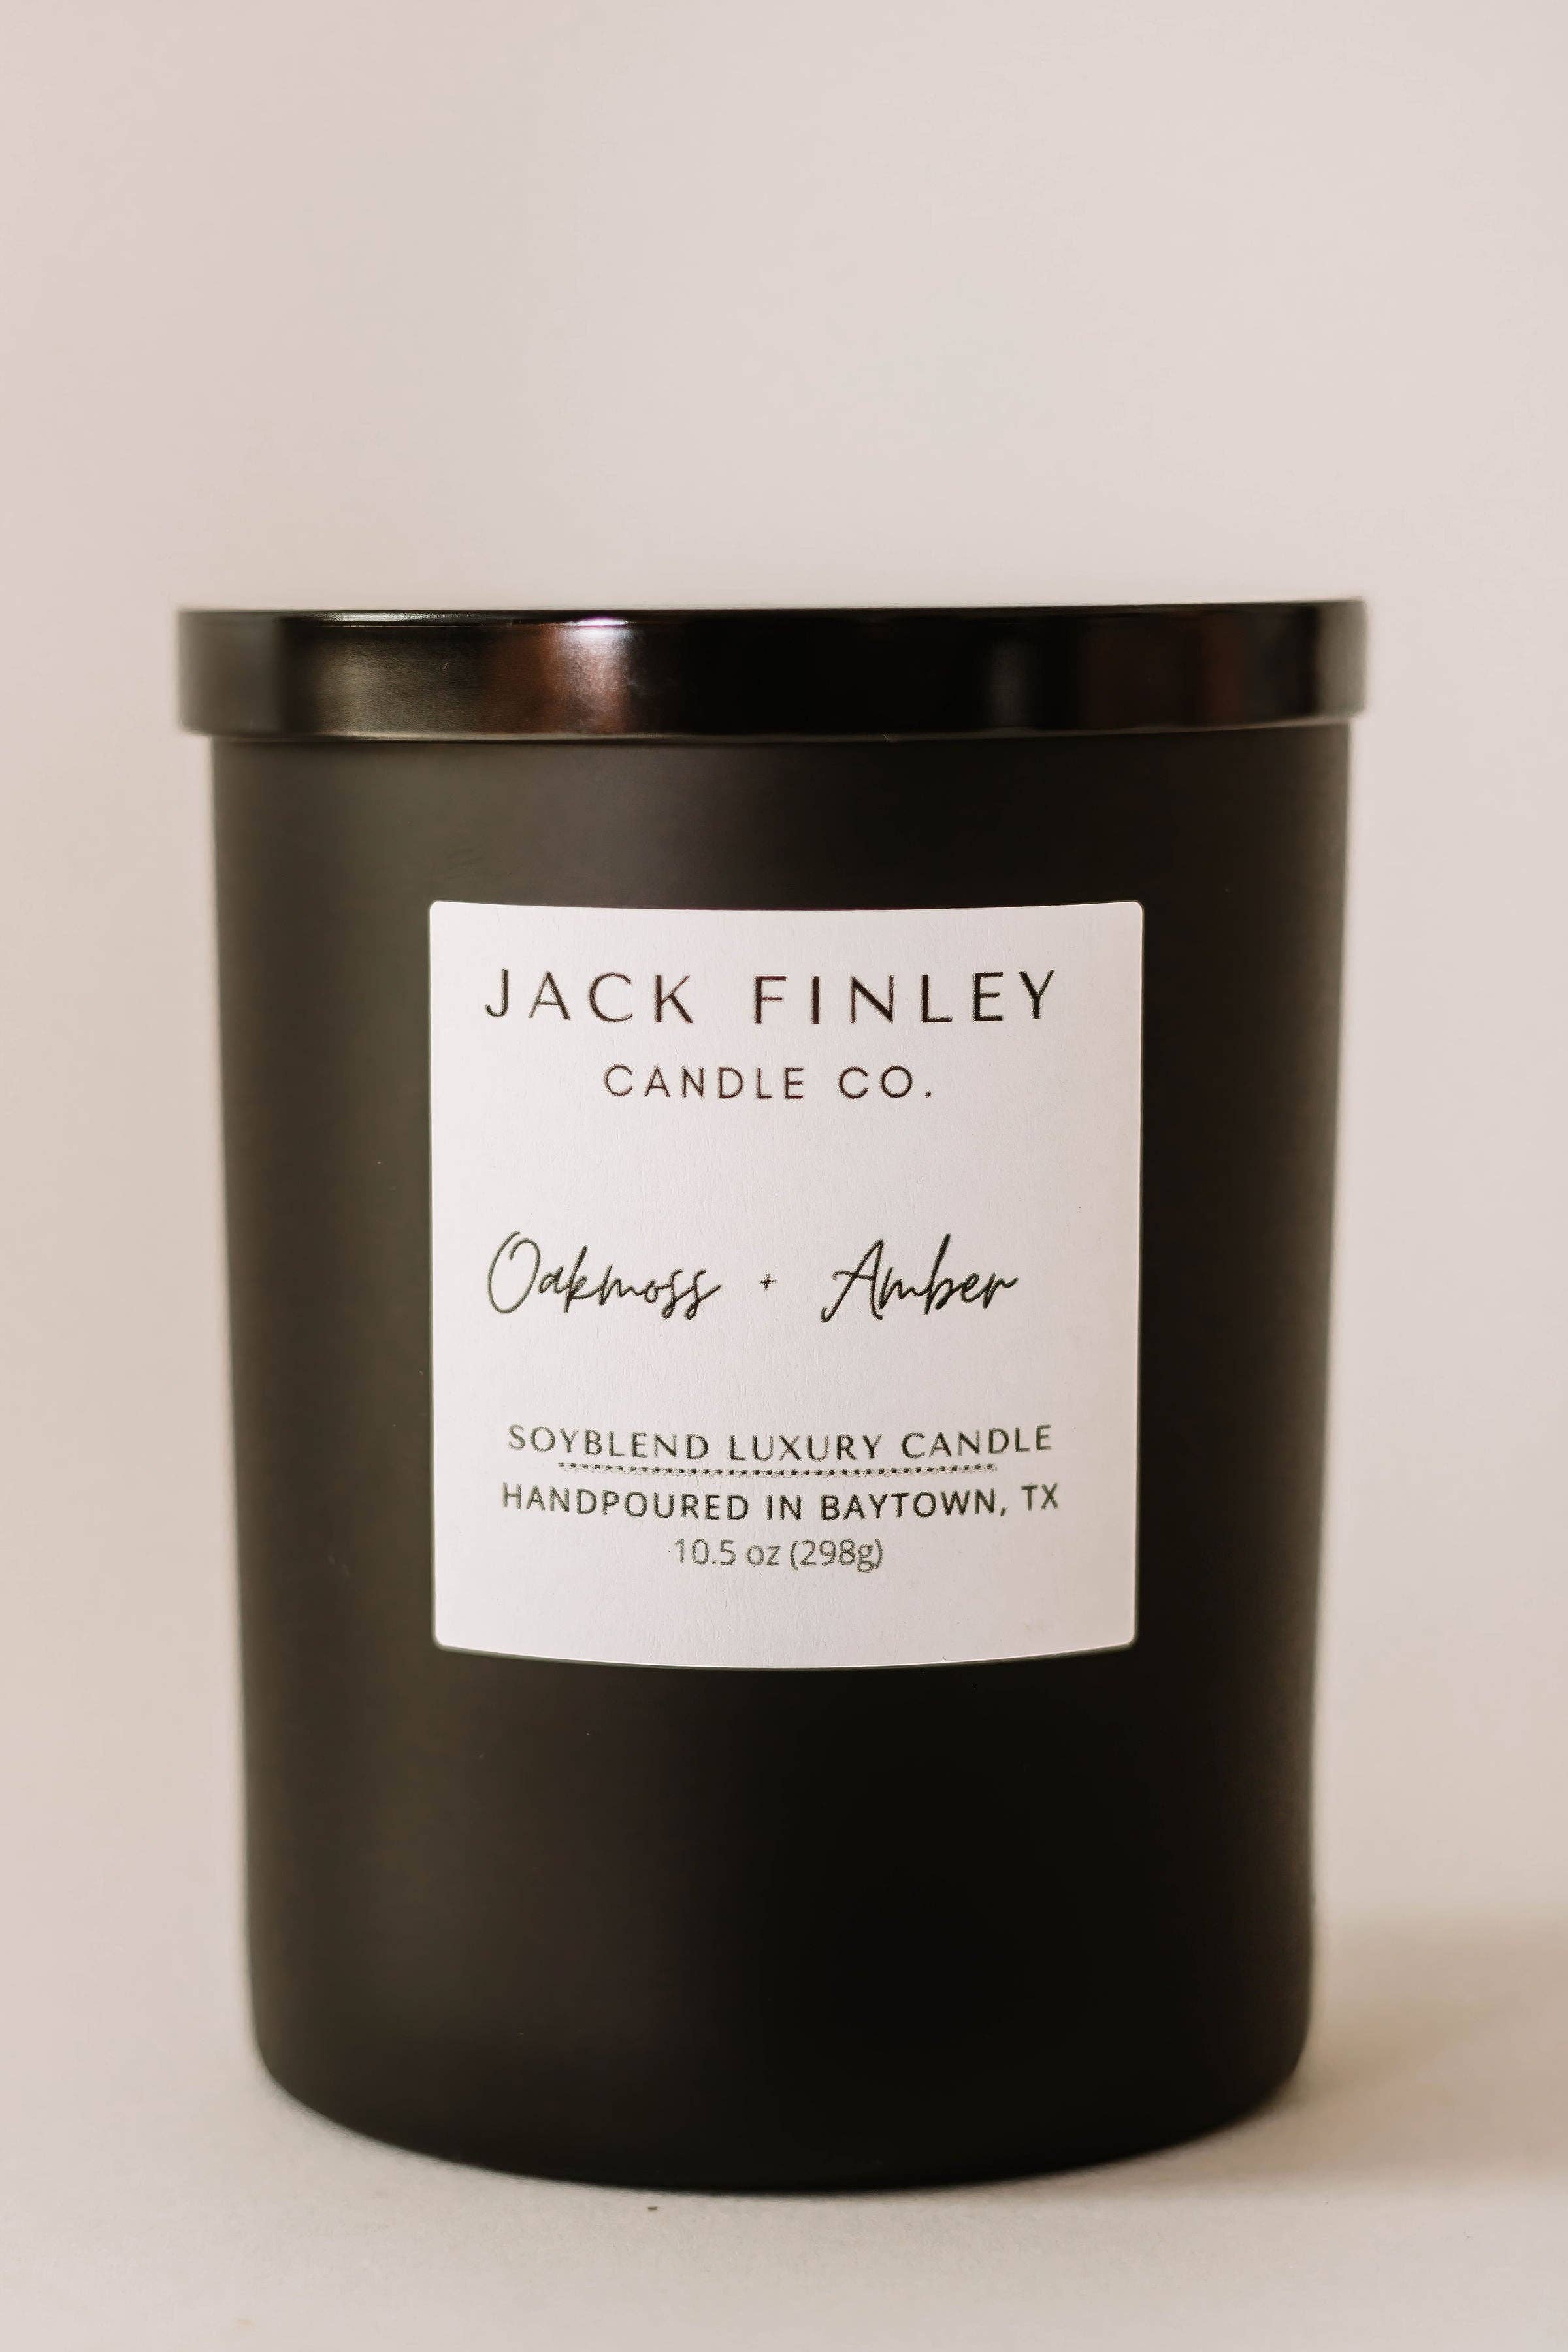 JACK FINLEY
CANDLE CO.
Oakmoss + Amber
SOYBLEND LUXURY CANDLE
HANDPOURED IN BAYTOWN, TX
10.5 oz (298g)